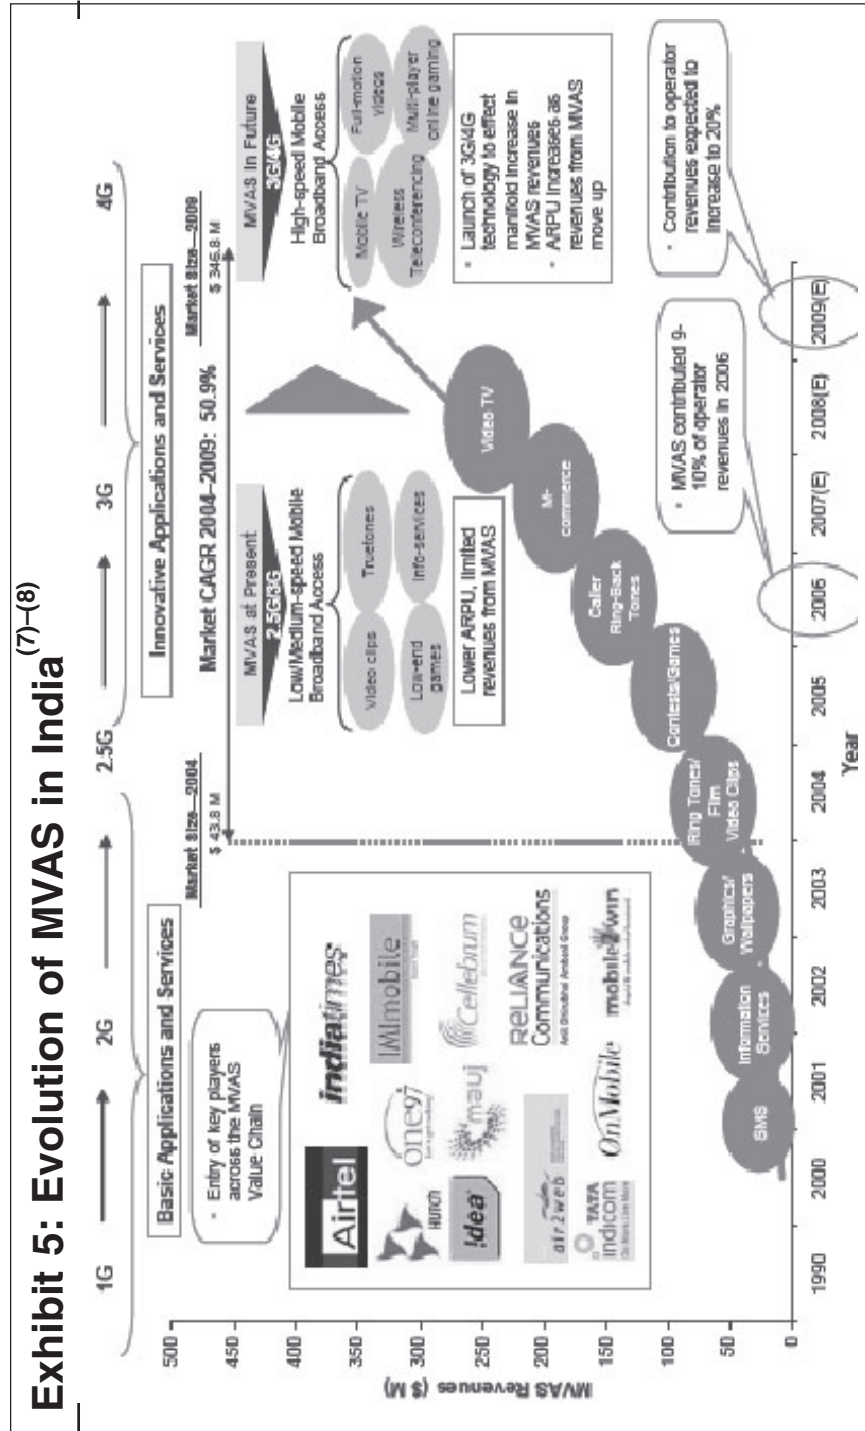 Exhibit 5: Evolution of MVAS in India (7)–(8)
1G
2G
2.5G
3G
4G
Basic Applications and Services
Innovative Applications and Services
Market Size—2004
$ 43.8 M
Market CAGR 2004–2009: 50.9%
Market Size—2009
$ 346.8 M
• Entry of key players
across the MVAS
Value Chain
Airtel
indiatimes
HUTCH
one97
IMImobile
!dea
mauj
Cellebrum
air2web
RELIANCE
Communications
Anil Dhirubhai Ambani Group
TATA
indicom
OnMobile
mobile2win
MVAS at Present
2.5G/3G
Low/Medium-speed Mobile
Broadband Access
Video clips
Truetones
Low-end
games
Info-services
Lower ARPU, limited
revenues from MVAS
MVAS in Future
3G/4G
High-speed Mobile
Broadband Access
Mobile TV
Full-motion
videos
Wireless
Teleconferencing
Multi-player
online gaming
• Launch of 3G/4G
technology to effect
manifold increase in
MVAS revenues
• ARPU increases as
revenues from MVAS
move up
SMS
Information
Services
Graphics/
Wallpapers
Ring Tones/
Film
Video Clips
Contests/Games
Caller
Ring-Back
Tones
M-
commerce
Video-TV
• MVAS contributed 9-
10% of operator
revenues in 2006
• Contribution to operator
revenues expected to
increase to 20%
MVAS Revenues ($ M)
500
450
400
350
300
250
200
150
100
50
0
1990
2000
2001
2002
2003
2004
2005
2006
2007(E)
2008(E)
2009(E)
Year